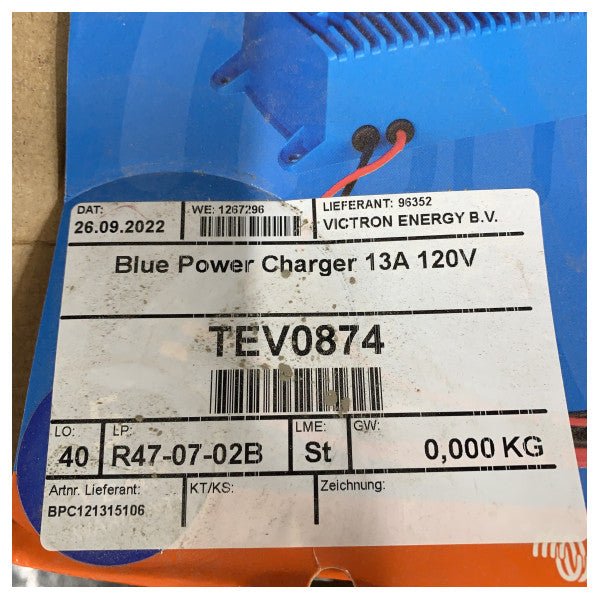 DAT:
26.09.2022
WE: 1267296
LIEFERANT: 96352
VICTRON ENERGY B.V.
Blue Power Charger 13A 120V
TEV0874
LO:
40
LP:
R47-07-02B
LME:
St
GW:
0,000 KG
Artnr. Lieferant:
BPC121315106
KT/KS:
Zeichnung: